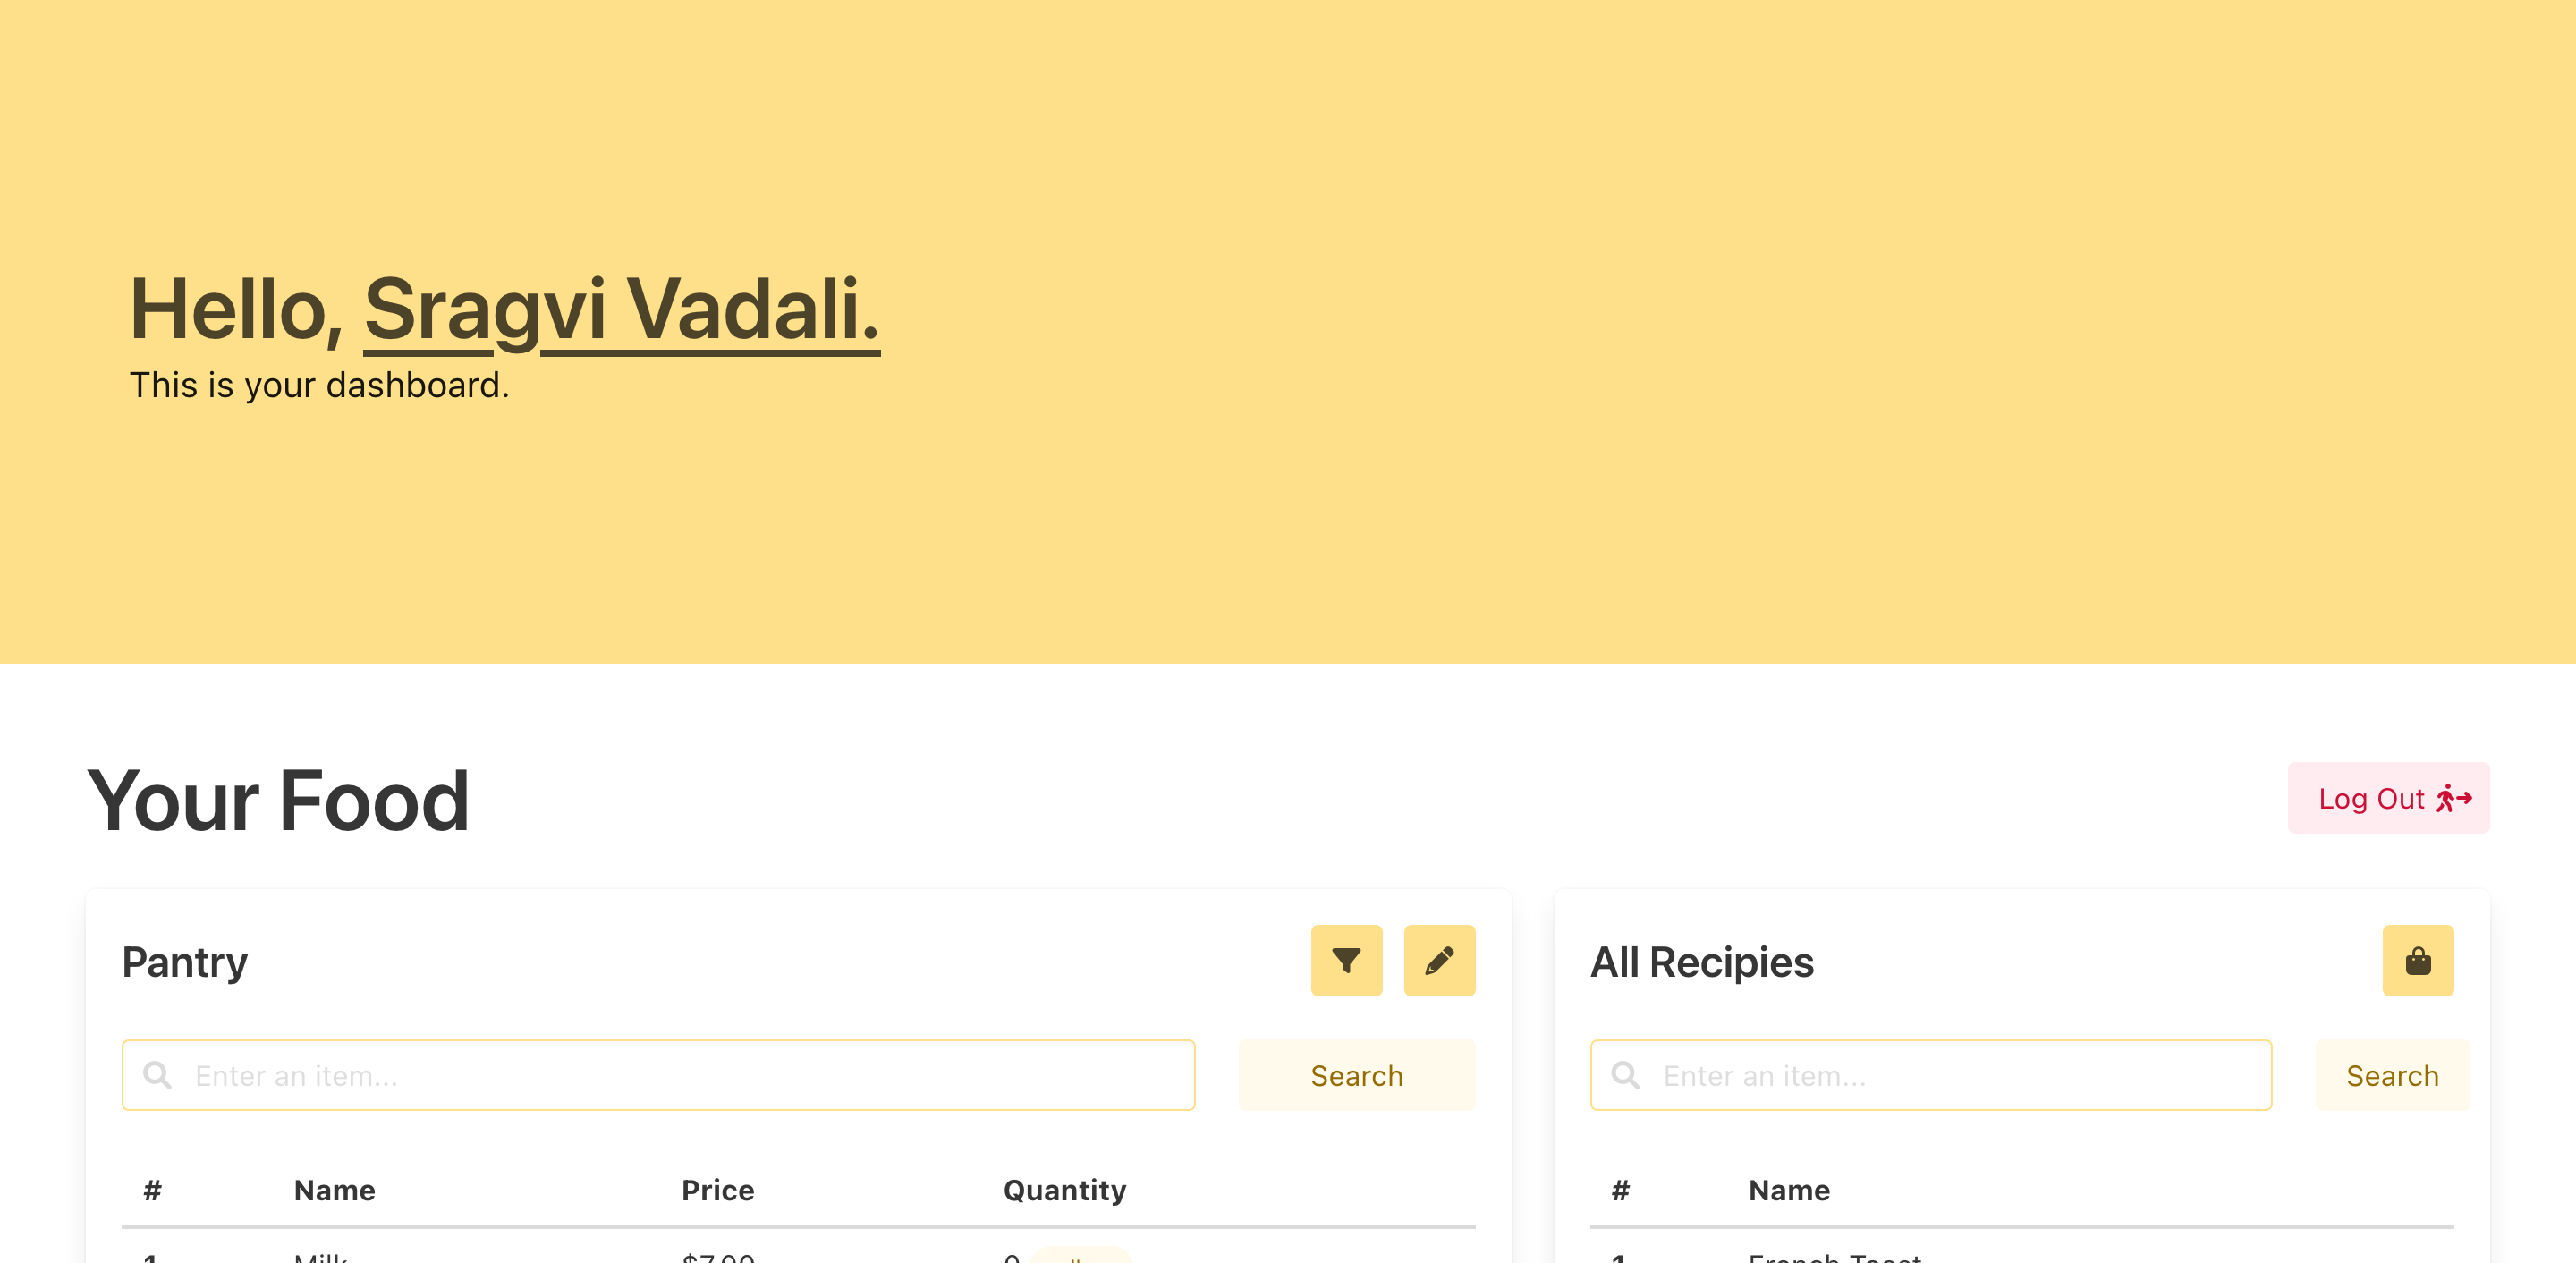 Hello, Sragvi Vadali.
This is your dashboard.
Your Food
Log Out
Pantry
Enter an item...
Search
# Name Price Quantity
1 Milk $7.00 0
All Recipies
Enter an item...
Search
# Name
1 French Toast